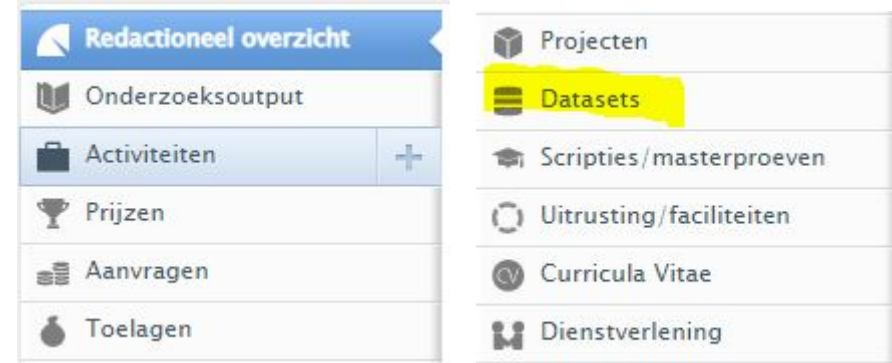 Redactioneel overzicht
Onderzoeksoutput
Activiteiten
Prijzen
Aanvragen
Toelagen
Projecten
Datasets
Scripties/masterproeven
Uitrusting/faciliteiten
CV
Curricula Vitae
Dienstverlening